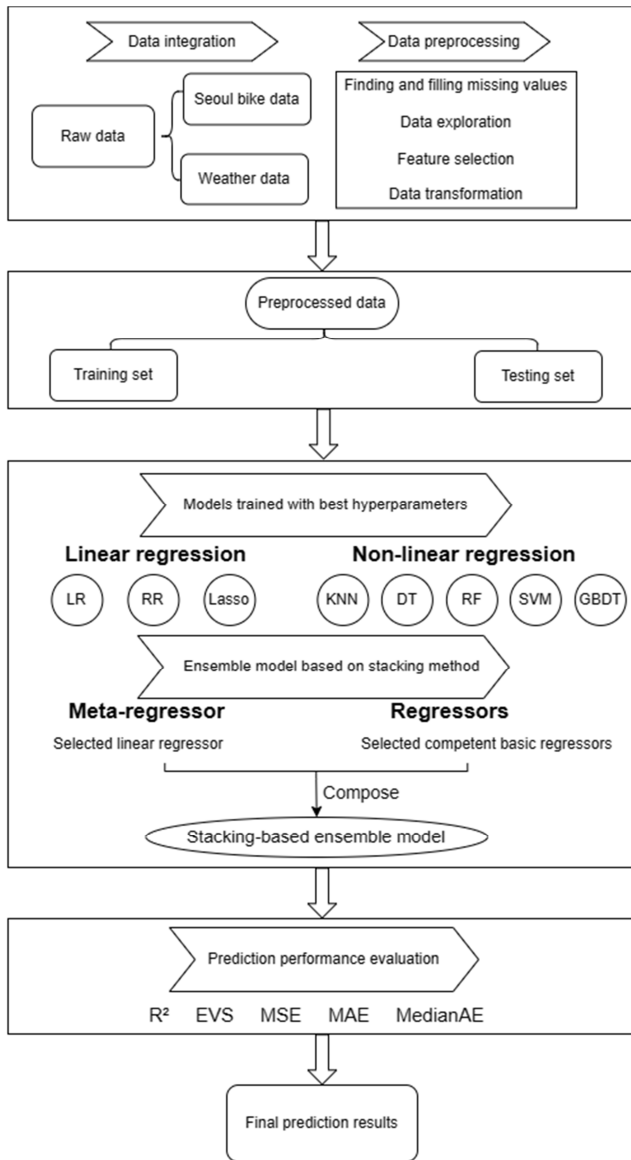 Data integration
Data preprocessing
Raw data
Seoul bike data
Weather data
Finding and filling missing values
Data exploration
Feature selection
Data transformation
Preprocessed data
Training set
Testing set
Models trained with best hyperparameters
Linear regression
Non-linear regression
LR
RR
Lasso
KNN
DT
RF
SVM
GBDT
Ensemble model based on stacking method
Meta-regressor
Regressors
Selected linear regressor
Selected competent basic regressors
Compose
Stacking-based ensemble model
Prediction performance evaluation
R² EVS MSE MAE MedianAE
Final prediction results